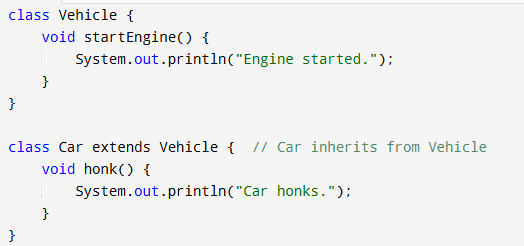 class Vehicle {
    void startEngine() {
        System.out.println("Engine started.");
    }
}

class Car extends Vehicle {  // Car inherits from Vehicle
    void honk() {
        System.out.println("Car honks.");
    }
}